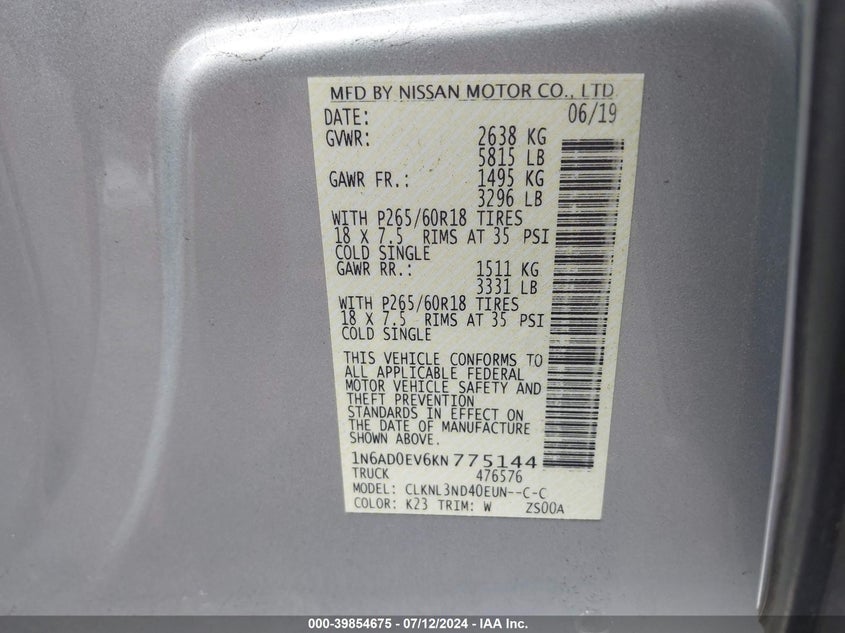 MFD BY NISSAN MOTOR CO., LTD.
DATE: 06/19
GVWR: 2638 KG
5815 LB
GAWR FR.: 1495 KG
3296 LB
WITH P265/60R18 TIRES
18 X 7.5 RIMS AT 35 PSI
COLD SINGLE
GAWR RR.: 1511 KG
3331 LB
WITH P265/60R18 TIRES
18 X 7.5 RIMS AT 35 PSI
COLD SINGLE
THIS VEHICLE CONFORMS TO
ALL APPLICABLE FEDERAL
MOTOR VEHICLE SAFETY AND
THEFT PREVENTION
STANDARDS IN EFFECT ON
THE DATE OF MANUFACTURE
SHOWN ABOVE.
1N6AD0EV6KN775144
TRUCK 476576
MODEL: CLKNL3ND40EUN--C-C
COLOR: K23 TRIM: W ZS00A
000-39854675 - 07/12/2024 - IAA Inc.